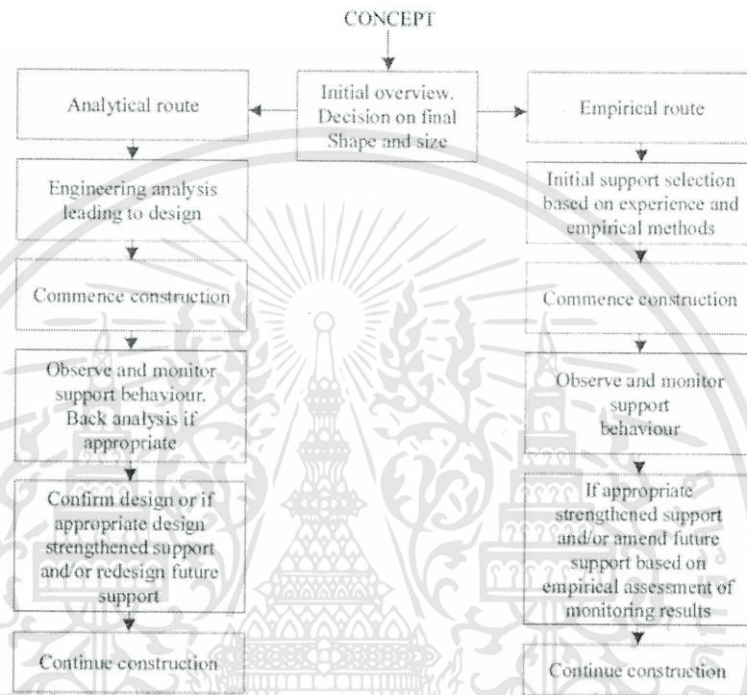 CONCEPT
Initial overview.
Decision on final
Shape and size
Analytical route
Engineering analysis
leading to design
Commence construction
Observe and monitor
support behaviour.
Back analysis if
appropriate
Confirm design or if
appropriate design
strengthened support
and/or redesign future
support
Continue construction
Empirical route
Initial support selection
based on experience and
empirical methods
Commence construction
Observe and monitor
support
behaviour
If appropriate
strengthened support
and/or amend future
support based on
empirical assessment of
monitoring results
Continue construction